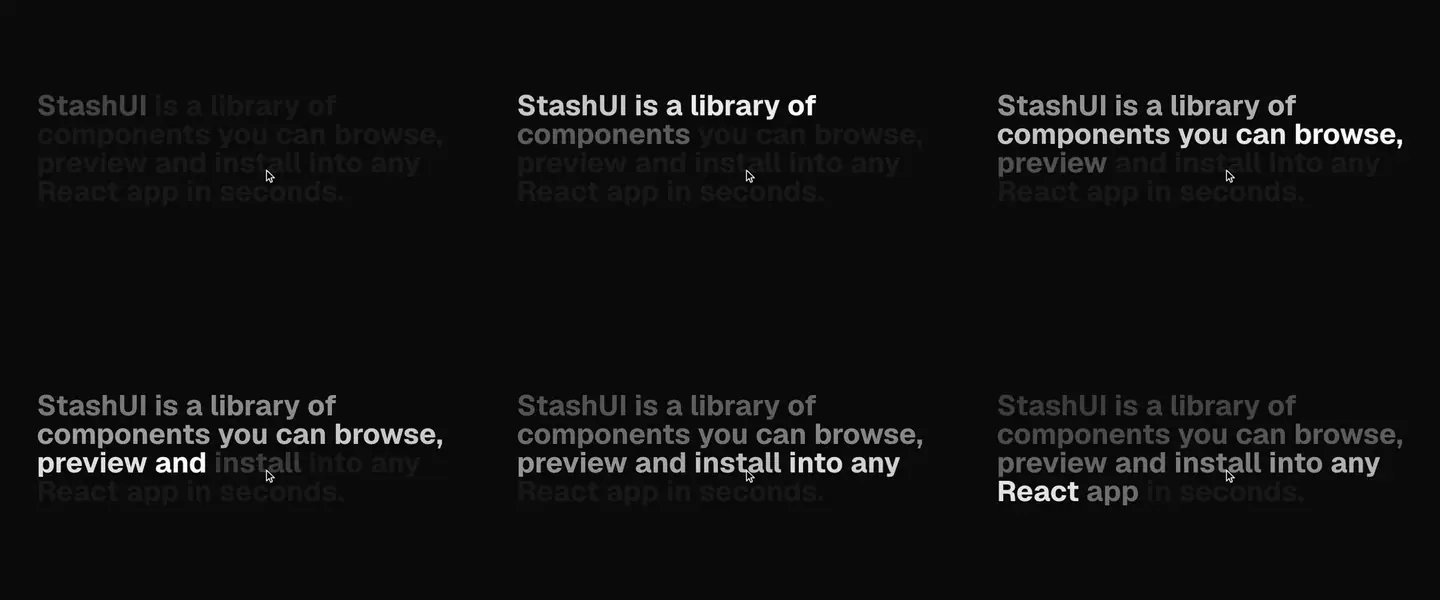 StashUI is a library of
components you can browse,
preview and install into any
React app in seconds.
StashUI is a library of
components you can browse,
preview and install into any
React app in seconds.
StashUI is a library of
components you can browse,
preview and install into any
React app in seconds.
StashUI is a library of
components you can browse,
preview and install into any
React app in seconds.
StashUI is a library of
components you can browse,
preview and install into any
React app in seconds.
StashUI is a library of
components you can browse,
preview and install into any
React app in seconds.